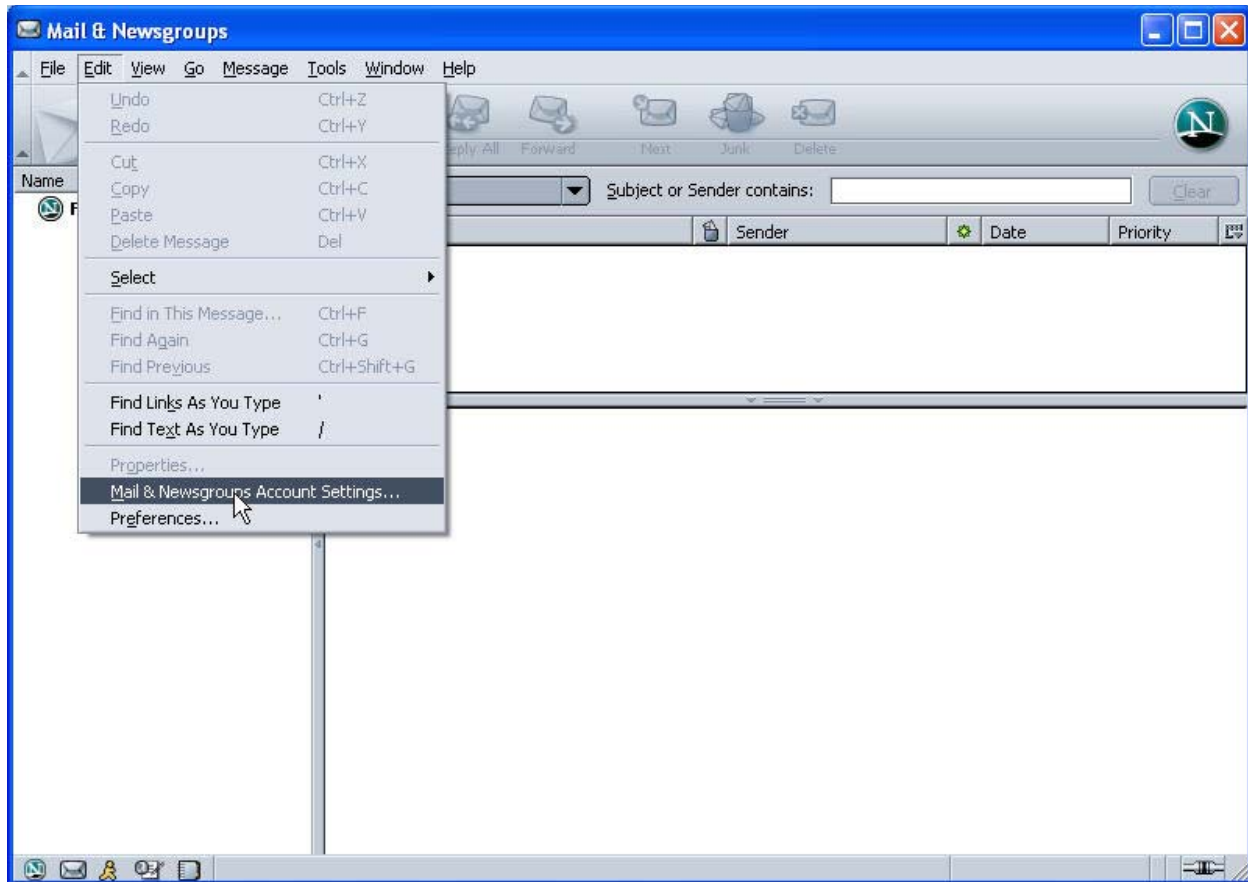 Mail & Newsgroups
File Edit View Go Message Tools Window Help
Undo Ctrl+Z
Redo Ctrl+Y
Cut Ctrl+X
Copy Ctrl+C
Paste Ctrl+V
Delete Message Del
Select
Find in This Message... Ctrl+F
Find Again Ctrl+G
Find Previous Ctrl+Shift+G
Find Links As You Type '
Find Text As You Type /
Properties...
Mail & Newsgroups Account Settings...
Preferences...
eply All Forward Next Junk Delete
N
Name
Subject or Sender contains: Clear
Sender Date Priority